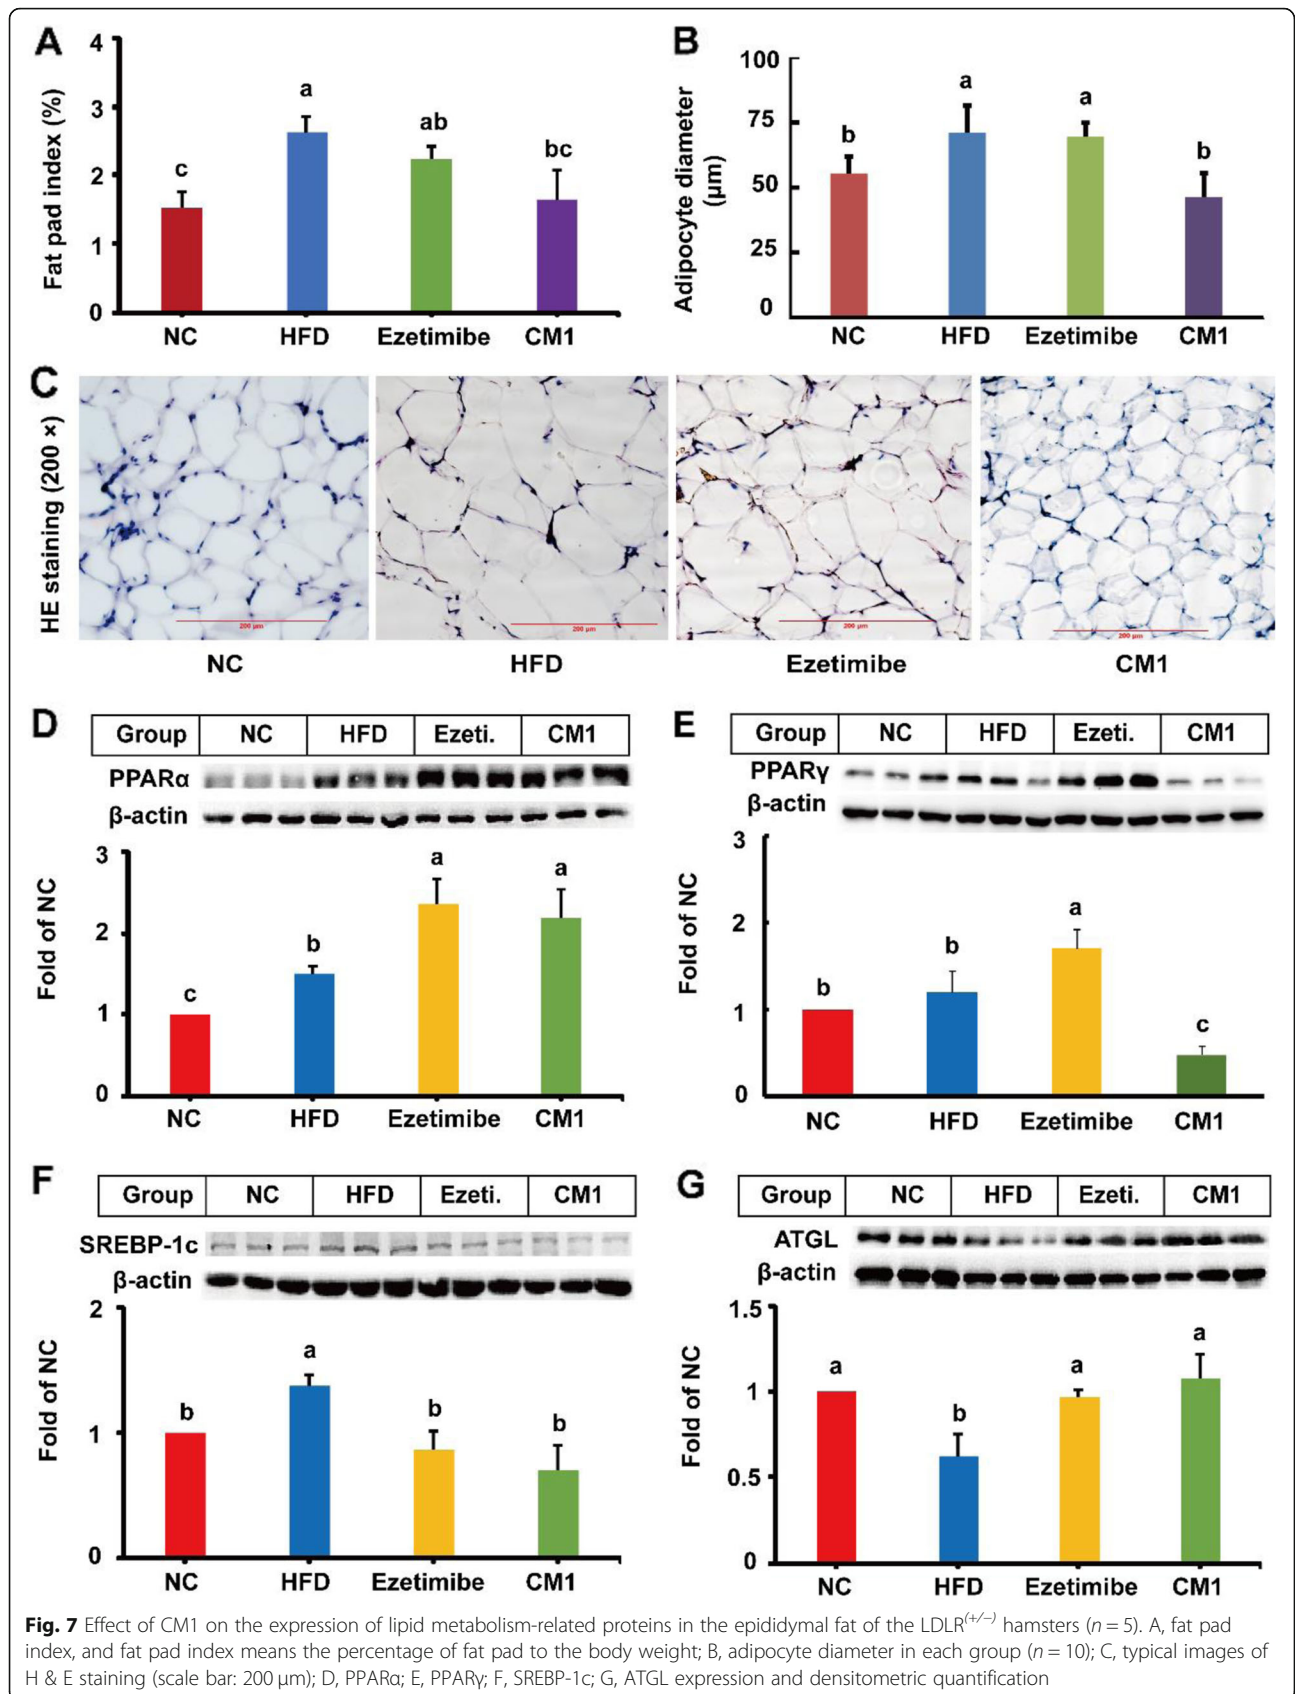 A
4
3
2
1
0
Fat pad index (%)
c
a
ab
bc
NC HFD Ezetimibe CM1
B
100
75
50
25
0
Adipocyte diameter
(µm)
b
a
a
b
NC HFD Ezetimibe CM1
C
HE staining (200 ×)
200 µm 200 µm 200 µm 200 µm
NC HFD Ezetimibe CM1
D
Group NC HFD Ezeti. CM1
PPARα
β-actin
3
2
1
0
Fold of NC
c
b
a
a
NC HFD Ezetimibe CM1
E
Group NC HFD Ezeti. CM1
PPARγ
β-actin
3
2
1
0
Fold of NC
b
b
a
c
NC HFD Ezetimibe CM1
F
Group NC HFD Ezeti. CM1
SREBP-1c
β-actin
2
1
0
Fold of NC
b
a
b
b
NC HFD Ezetimibe CM1
G
Group NC HFD Ezeti. CM1
ATGL
β-actin
1.5
1
0.5
0
Fold of NC
a
b
a
a
NC HFD Ezetimibe CM1
Fig. 7 Effect of CM1 on the expression of lipid metabolism-related proteins in the epididymal fat of the LDLR(+/−) hamsters (n = 5). A, fat pad
index, and fat pad index means the percentage of fat pad to the body weight; B, adipocyte diameter in each group (n = 10); C, typical images of
H & E staining (scale bar: 200 µm); D, PPARα; E, PPARγ; F, SREBP-1c; G, ATGL expression and densitometric quantification